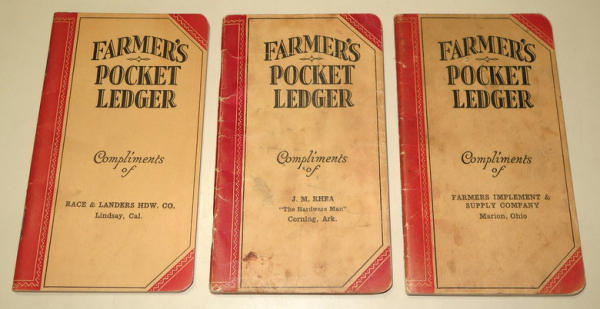 FARMER'S
POCKET
LEDGER
Compliments
of
RACE & LANDERS HDW. CO.
Lindsay, Cal.
FARMER'S
POCKET
LEDGER
Compliments
of
J. M. RHEA
"The Hardware Man"
Corning, Ark.
FARMER'S
POCKET
LEDGER
Compliments
of
FARMERS IMPLEMENT &
SUPPLY COMPANY
Marion, Ohio